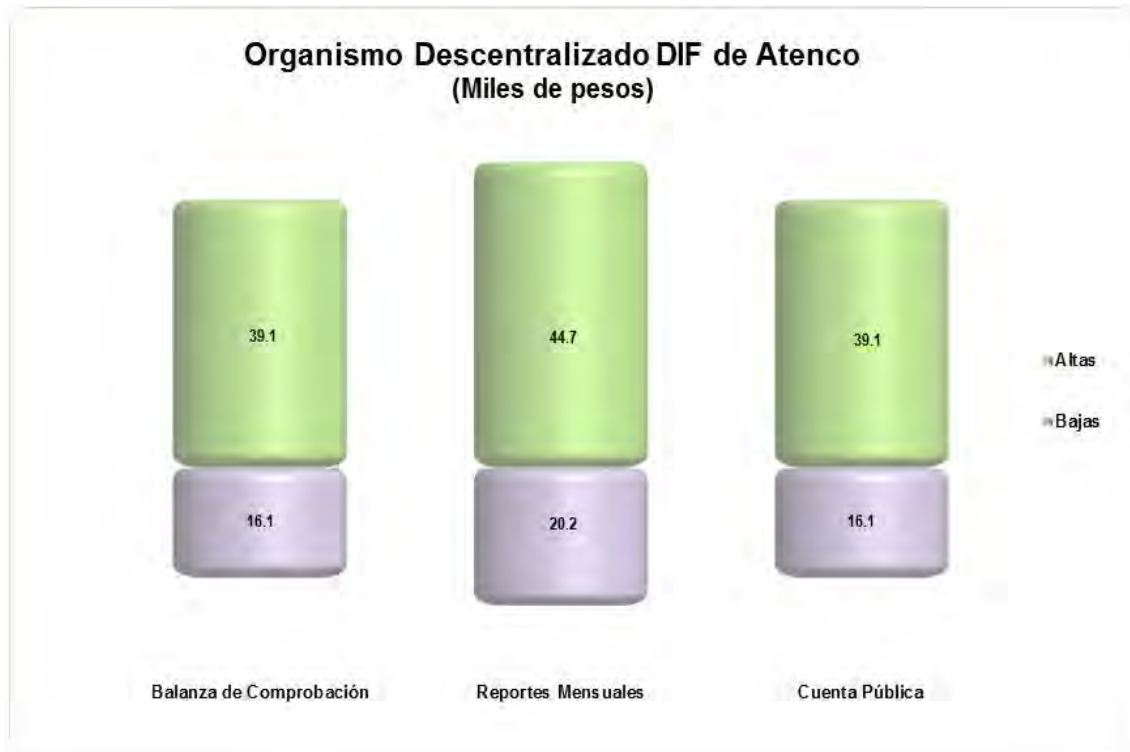 Organismo Descentralizado DIF de Atenco
(Miles de pesos)
39.1
44.7
39.1
Altas
Bajas
16.1
20.2
16.1
Balanza de Comprobación
Reportes Mensuales
Cuenta Pública